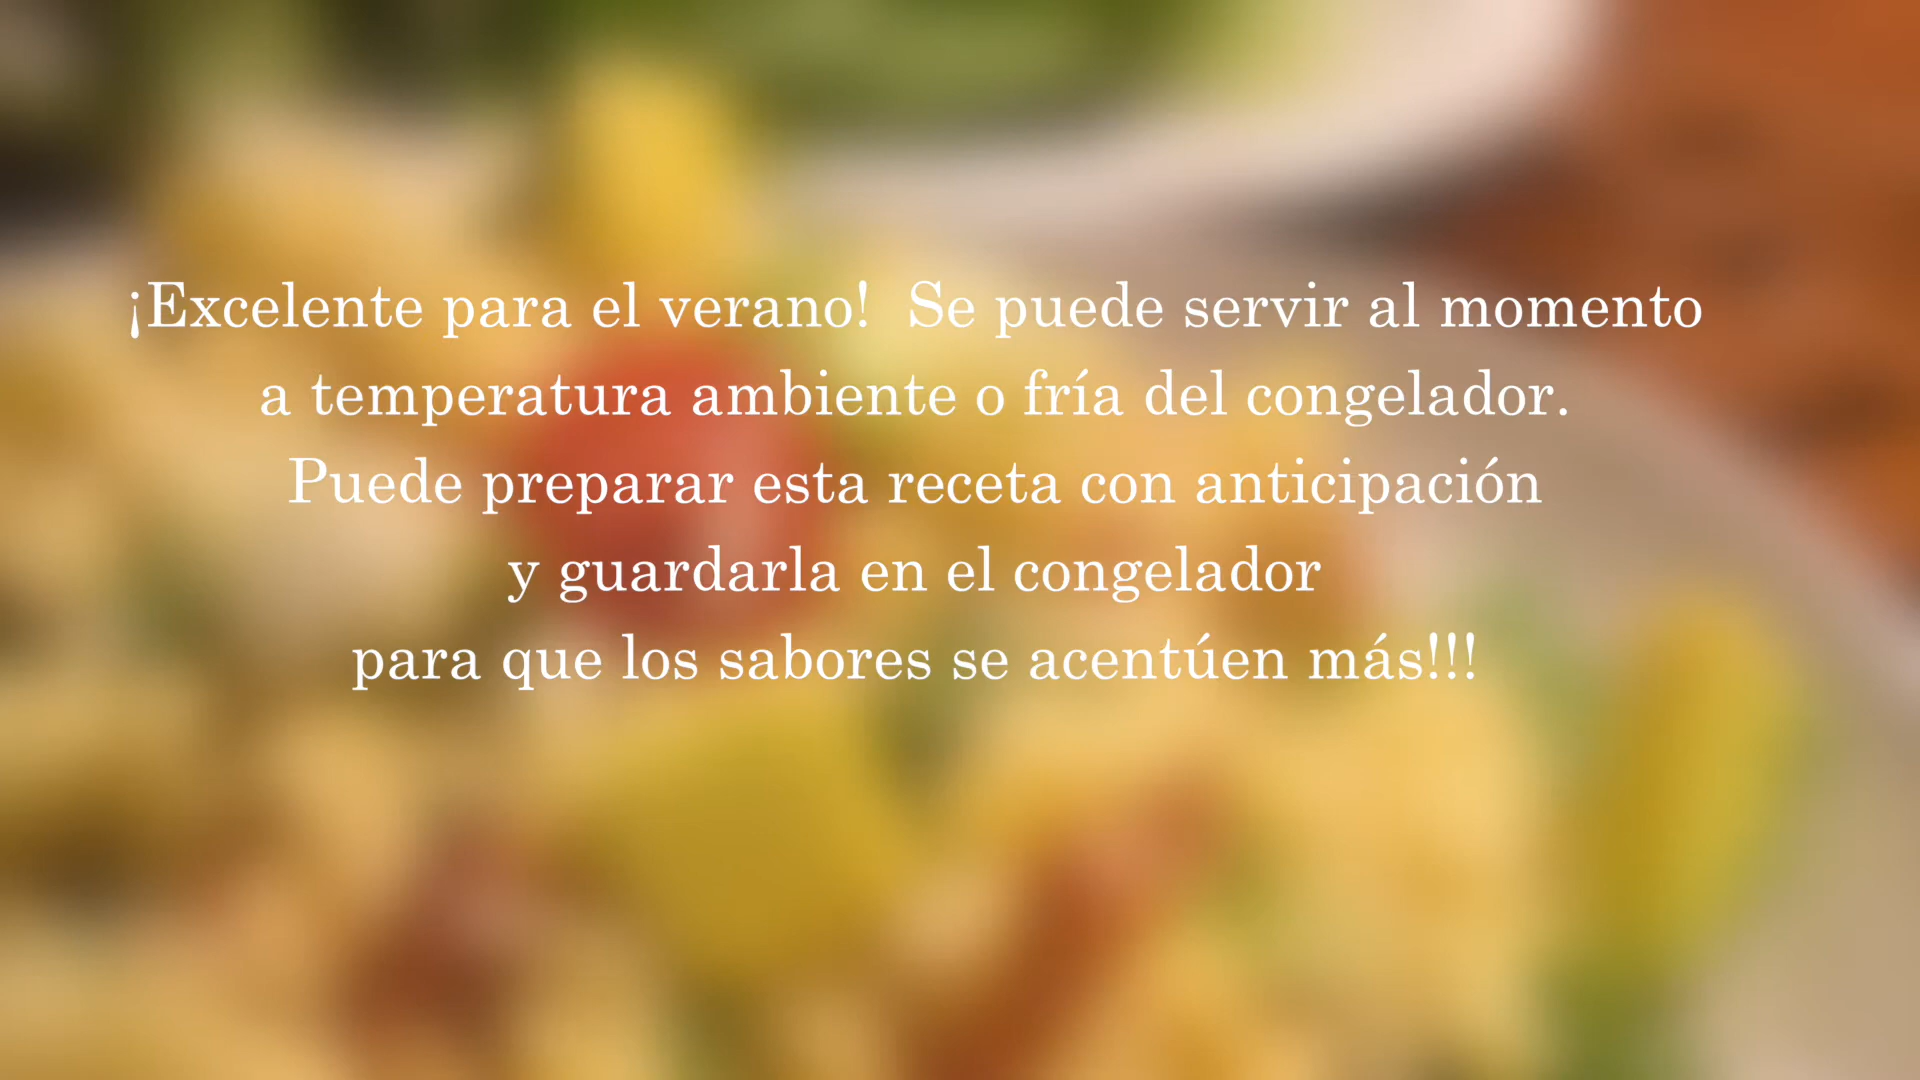 ¡Excelente para el verano!  Se puede servir al momento
a temperatura ambiente o fría del congelador.
Puede preparar esta receta con anticipación
y guardarla en el congelador
para que los sabores se acentúen más!!!